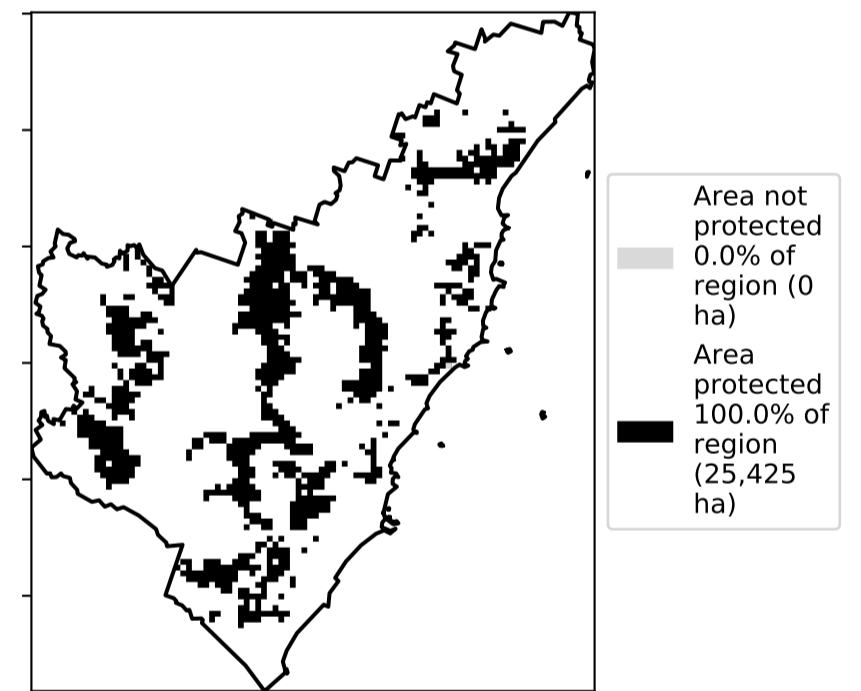 Area not
protected
0.0% of
region (0
ha)
Area
protected
100.0% of
region
(25,425
ha)